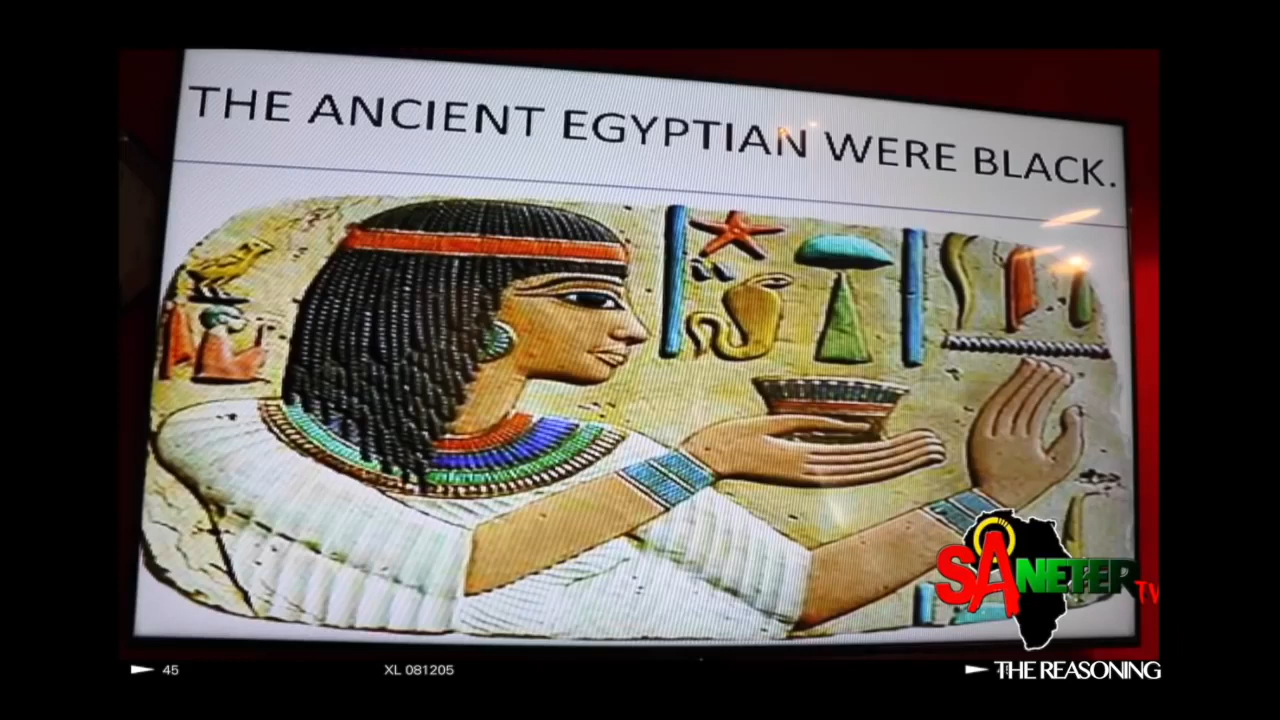 THE ANCIENT EGYPTIAN WERE BLACK.
SANETER TV
THE REASONING
45
XL 081205